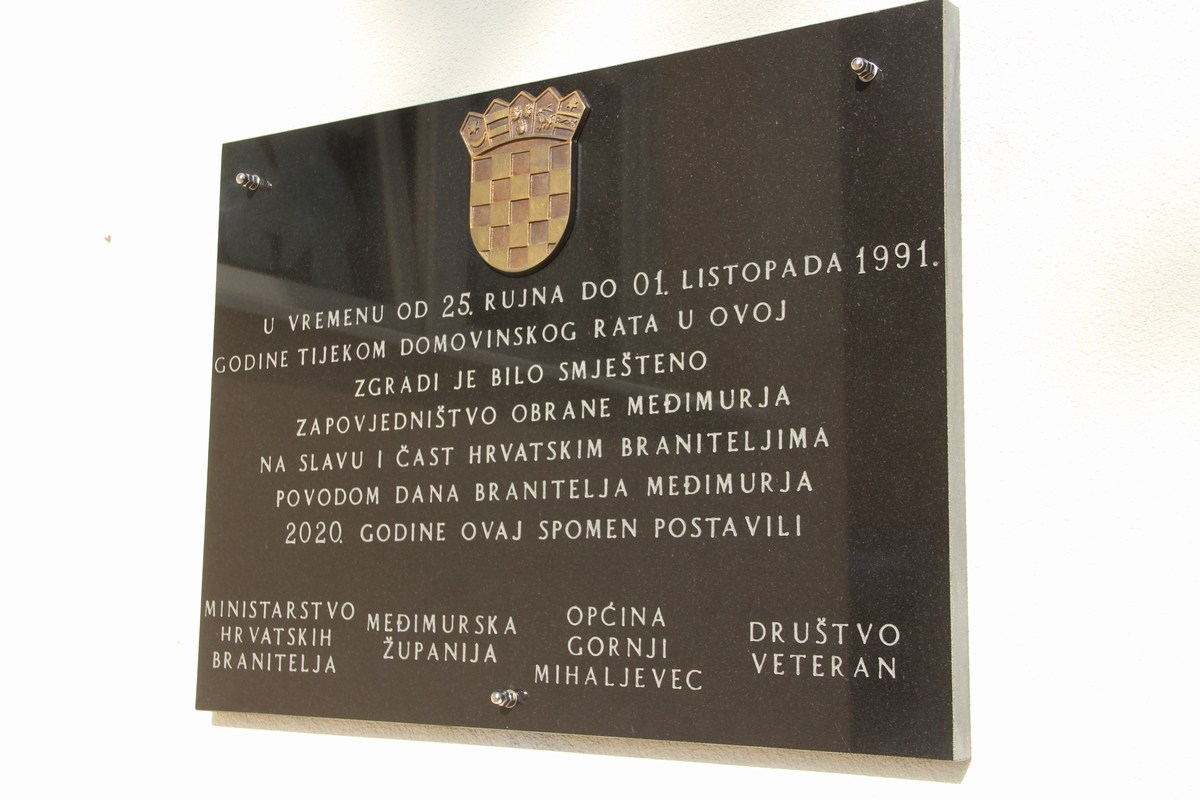 U VREMENU OD 25. RUJNA DO 01. LISTOPADA 1991.
GODINE TIJEKOM DOMOVINSKOG RATA U OVOJ
ZGRADI JE BILO SMJEŠTENO
ZAPOVJEDNIŠTVO OBRANE MEĐIMURJA
NA SLAVU I ČAST HRVATSKIM BRANITELJIMA
POVODOM DANA BRANITELJA MEĐIMURJA
2020. GODINE OVAJ SPOMEN POSTAVILI
MINISTARSTVO
HRVATSKIH
BRANITELJA
MEĐIMURSKA
ŽUPANIJA
OPĆINA
GORNJI
MIHALJEVEC
DRUŠTVO
VETERAN